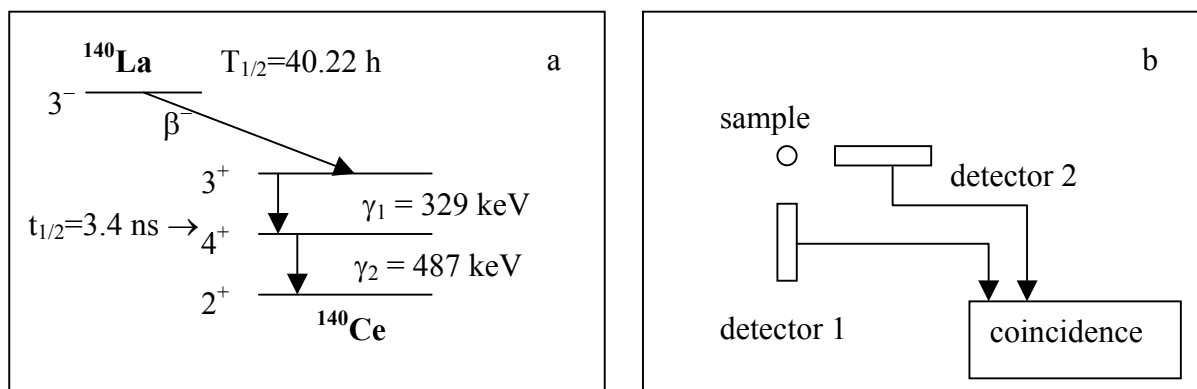 ¹⁴⁰La T₁/₂=40.22 h a
3⁻
β⁻
3⁺
γ₁ = 329 keV
t₁/₂=3.4 ns → 4⁺
γ₂ = 487 keV
2⁺
¹⁴⁰Ce
b
sample
detector 2
detector 1
coincidence